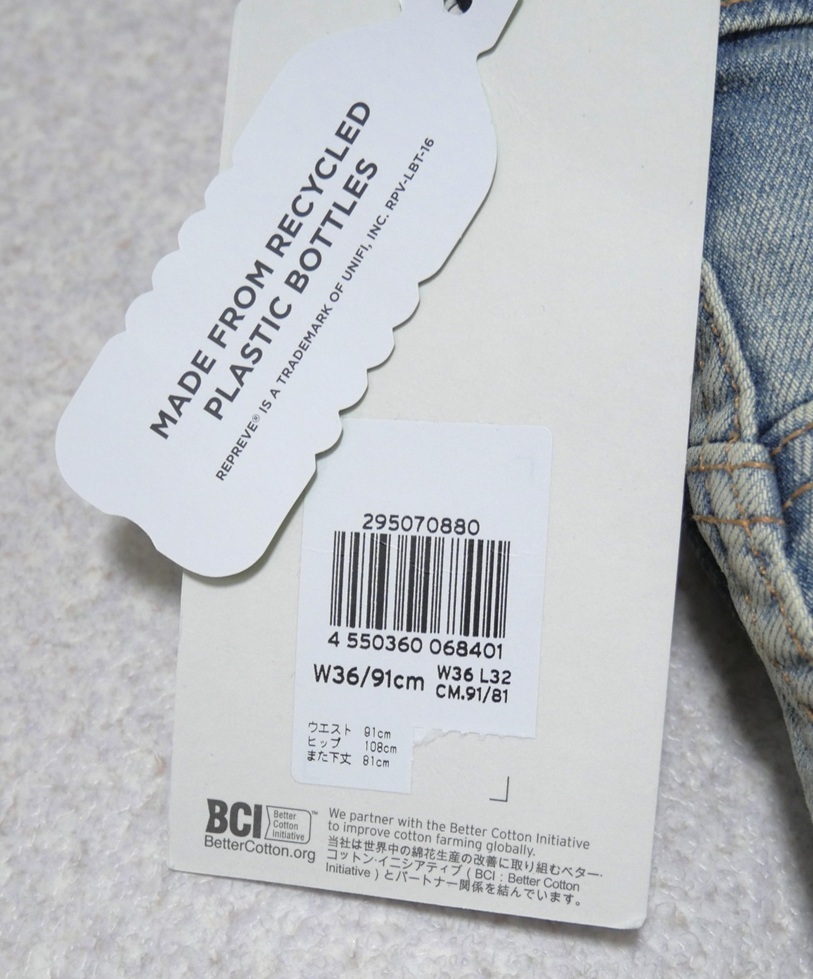 MADE FROM RECYCLED
PLASTIC BOTTLES
REPREVE® IS A TRADEMARK OF UNIFI, INC. RPV-LBT-16
295070880
4 550360 068401
W36/91cm
W36 L32
CM.91/81
ウエスト 91cm
ヒップ 108cm
また下丈 81cm
BCI
Better
Cotton
Initiative
™
BetterCotton.org
We partner with the Better Cotton Initiative
to improve cotton farming globally.
当社は世界中の綿花生産の改善に取り組むベター・
コットン・イニシアティブ（BCI：Better Cotton
Initiative）とパートナー関係を結んでいます。